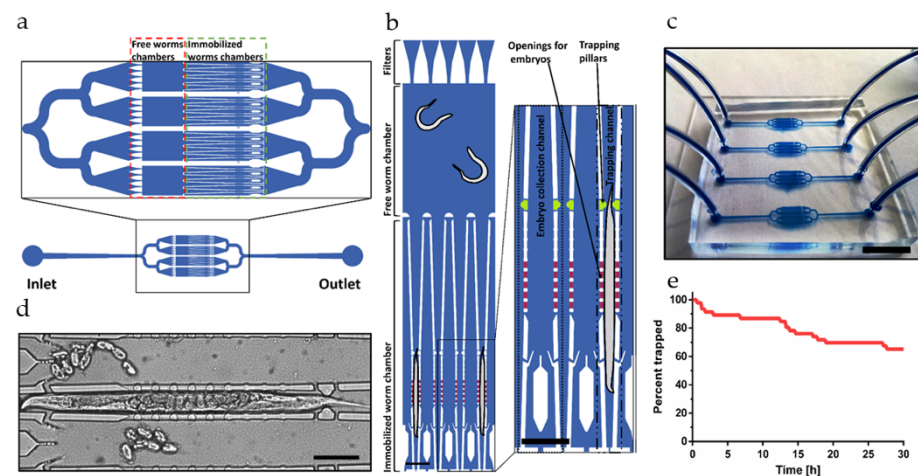 a
Free worms
chambers
Immobilized
worms chambers
Inlet
Outlet
b
Filters
Free worm chamber
Immobilized worm chamber
Openings for
embryos
Trapping
pillars
Embryo collection channel
Trapping channel
c
d
e
Percent trapped
100
80
60
40
20
0
0
5
10
15
20
25
30
Time [h]